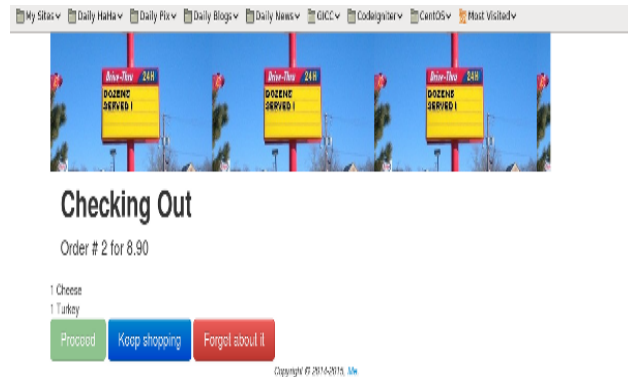 My Sites Daily HaHa Daily Pix Daily Blogs Daily News GICC CodeIgniter CentOS Most Visited
Drive-Thru 24H Drive-Thru 24H Drive-Thru 24H
DOZENS DOZENS DOZENS
SERVED ! SERVED ! SERVED !
Checking Out
Order # 2 for 8.90
1 Cheese
1 Turkey
Proceed Keep shopping Forget about it
Copyright © 2014-2015, Me